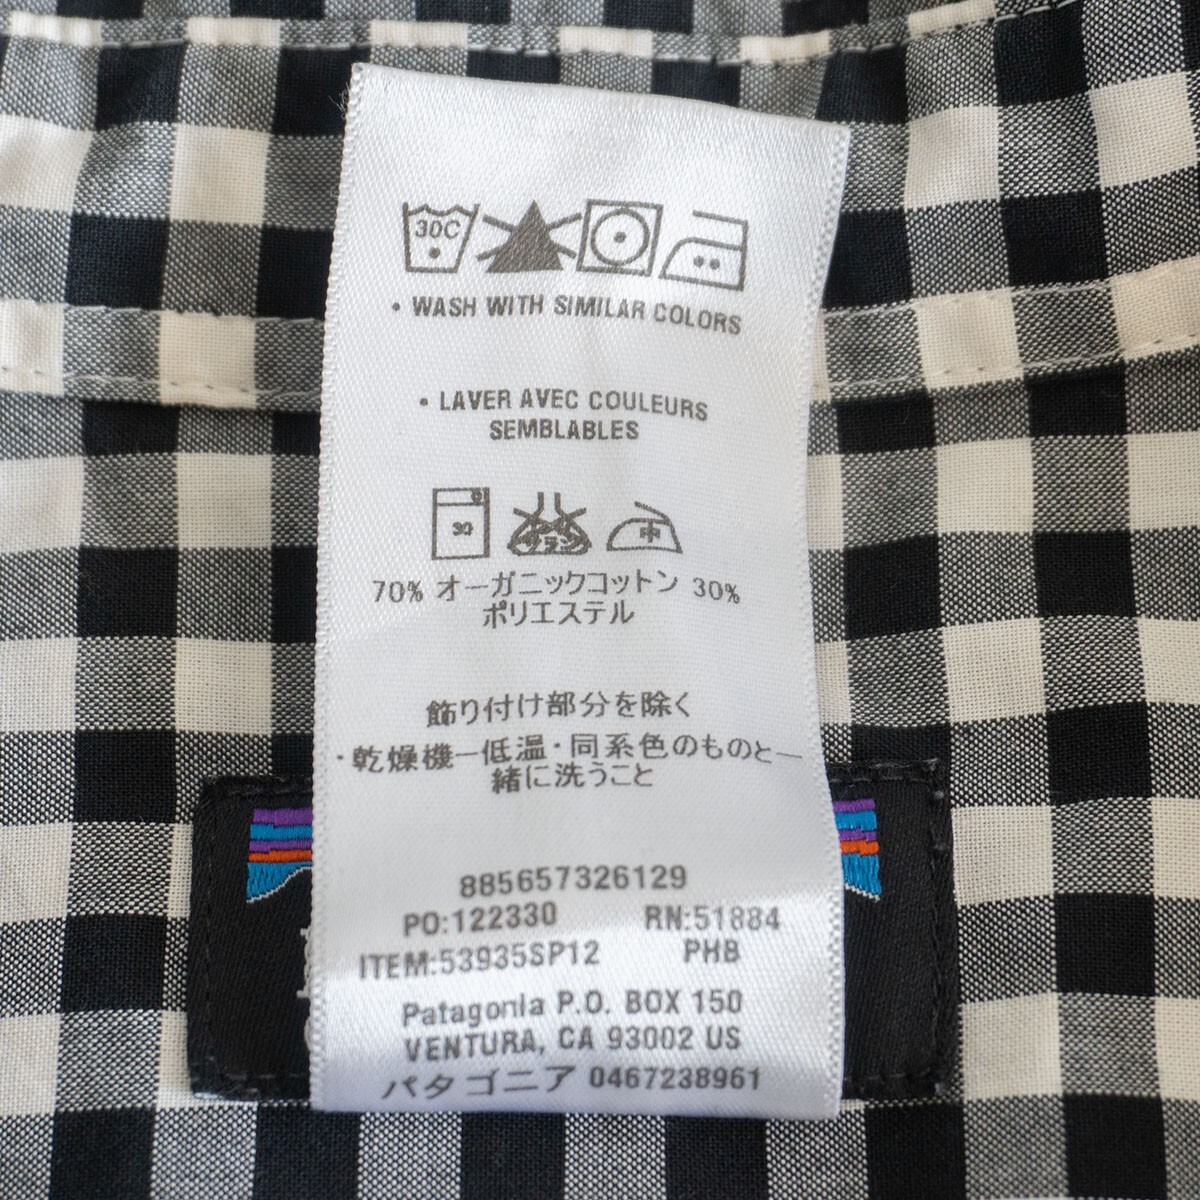 30C
• WASH WITH SIMILAR COLORS
• LAVER AVEC COULEURS
SEMBLABLES
30 中
70% オーガニックコットン 30%
ポリエステル
飾り付け部分を除く
・乾燥機ー低温・同系色のものと一
緒に洗うこと
885657326129
PO:122330 RN:51884
ITEM:53935SP12 PHB
Patagonia P.O. BOX 150
VENTURA, CA 93002 US
パタゴニア 0467238961